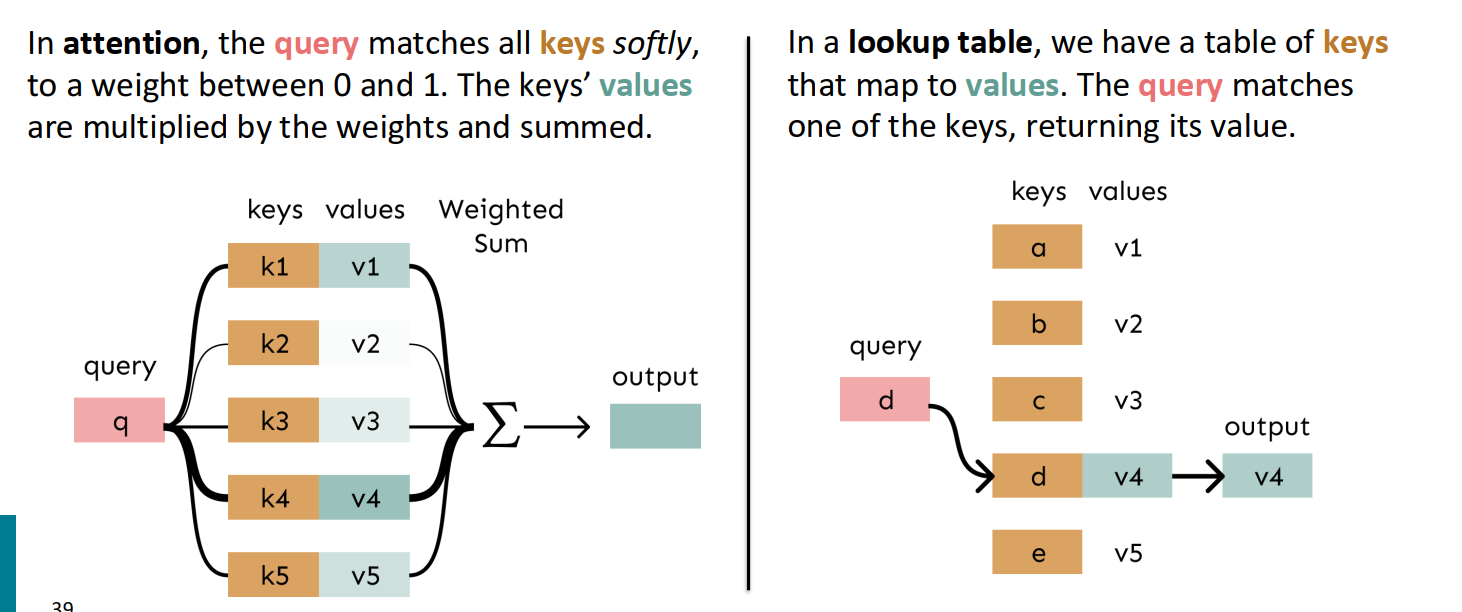 In attention, the query matches all keys softly,
to a weight between 0 and 1. The keys’ values
are multiplied by the weights and summed.
keys values Weighted
Sum
k1 v1
k2 v2
query
q
k3 v3
k4 v4
k5 v5
Σ
output
39
In a lookup table, we have a table of keys
that map to values. The query matches
one of the keys, returning its value.
keys values
a v1
b v2
query
d
c v3
d v4
output
v4
e v5